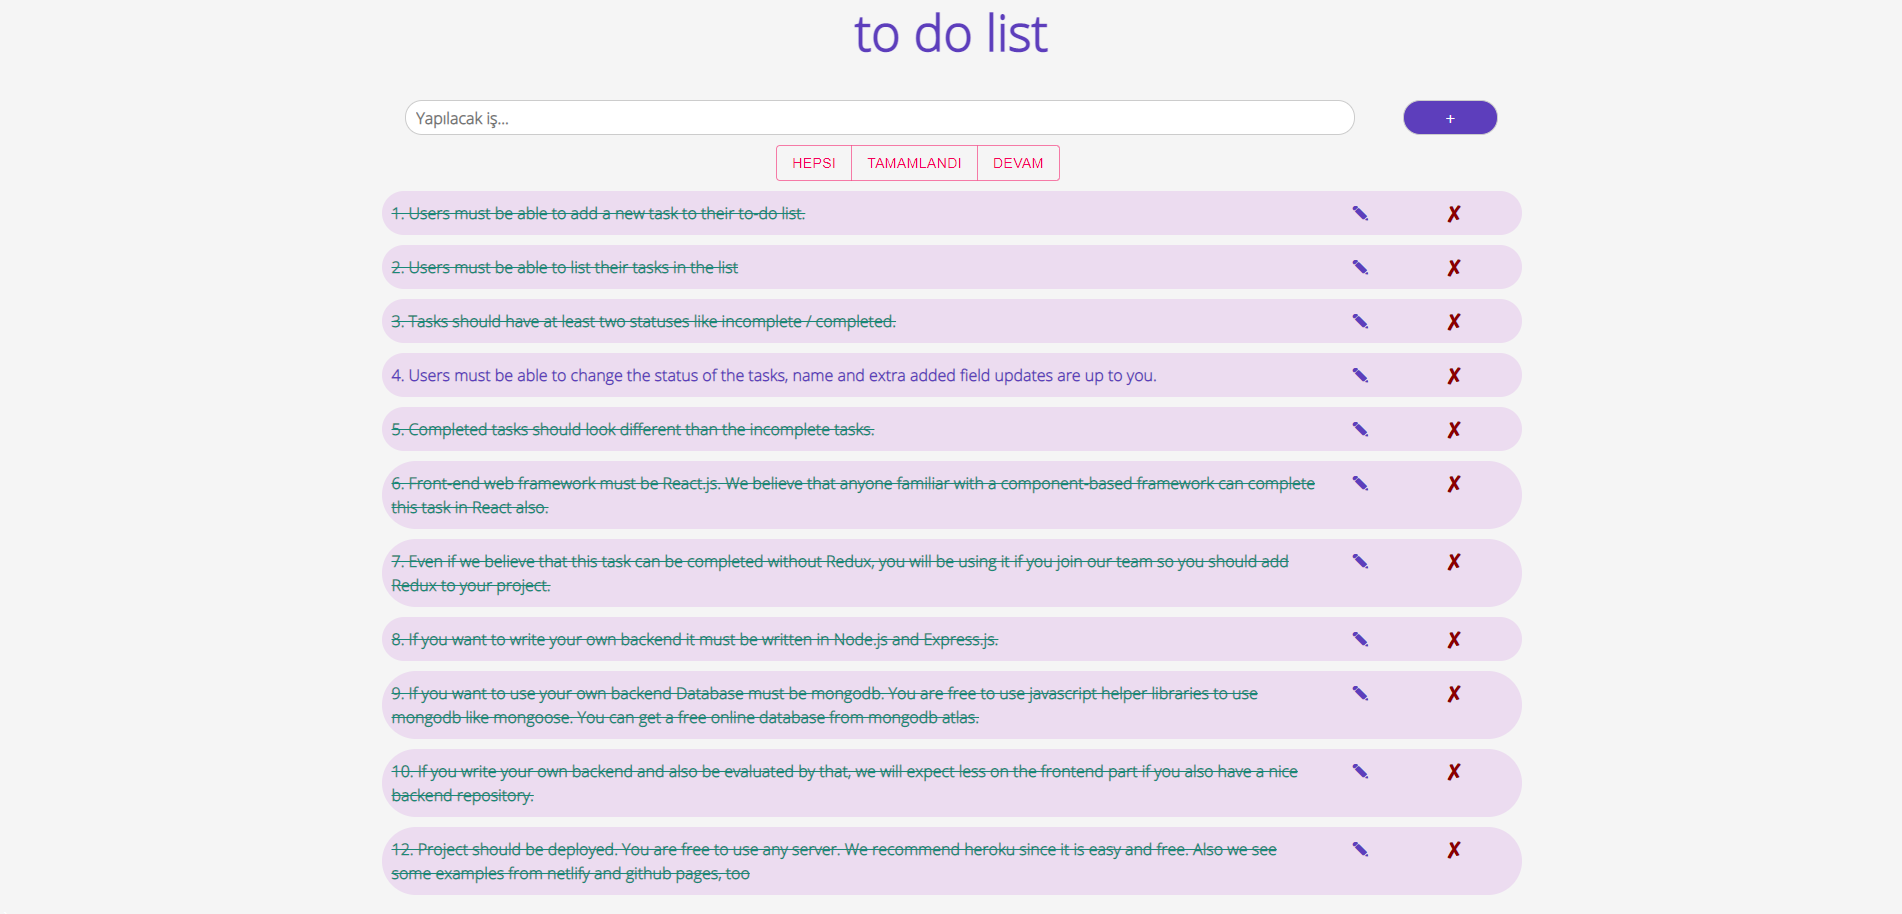 to do list
Yapılacak iş...
+
HEPSI TAMAMLANDI DEVAM
1. Users must be able to add a new task to their to-do list.
2. Users must be able to list their tasks in the list
3. Tasks should have at least two statuses like incomplete / completed.
4. Users must be able to change the status of the tasks, name and extra added field updates are up to you.
5. Completed tasks should look different than the incomplete tasks.
6. Front-end web framework must be React.js. We believe that anyone familiar with a component-based framework can complete
this task in React also.
7. Even if we believe that this task can be completed without Redux, you will be using it if you join our team so you should add
Redux to your project.
8. If you want to write your own backend it must be written in Node.js and Express.js.
9. If you want to use your own backend Database must be mongodb. You are free to use javascript helper libraries to use
mongodb like mongoose. You can get a free online database from mongodb atlas.
10. If you write your own backend and also be evaluated by that, we will expect less on the frontend part if you also have a nice
backend repository.
12. Project should be deployed. You are free to use any server. We recommend heroku since it is easy and free. Also we see
some examples from netlify and github pages, too